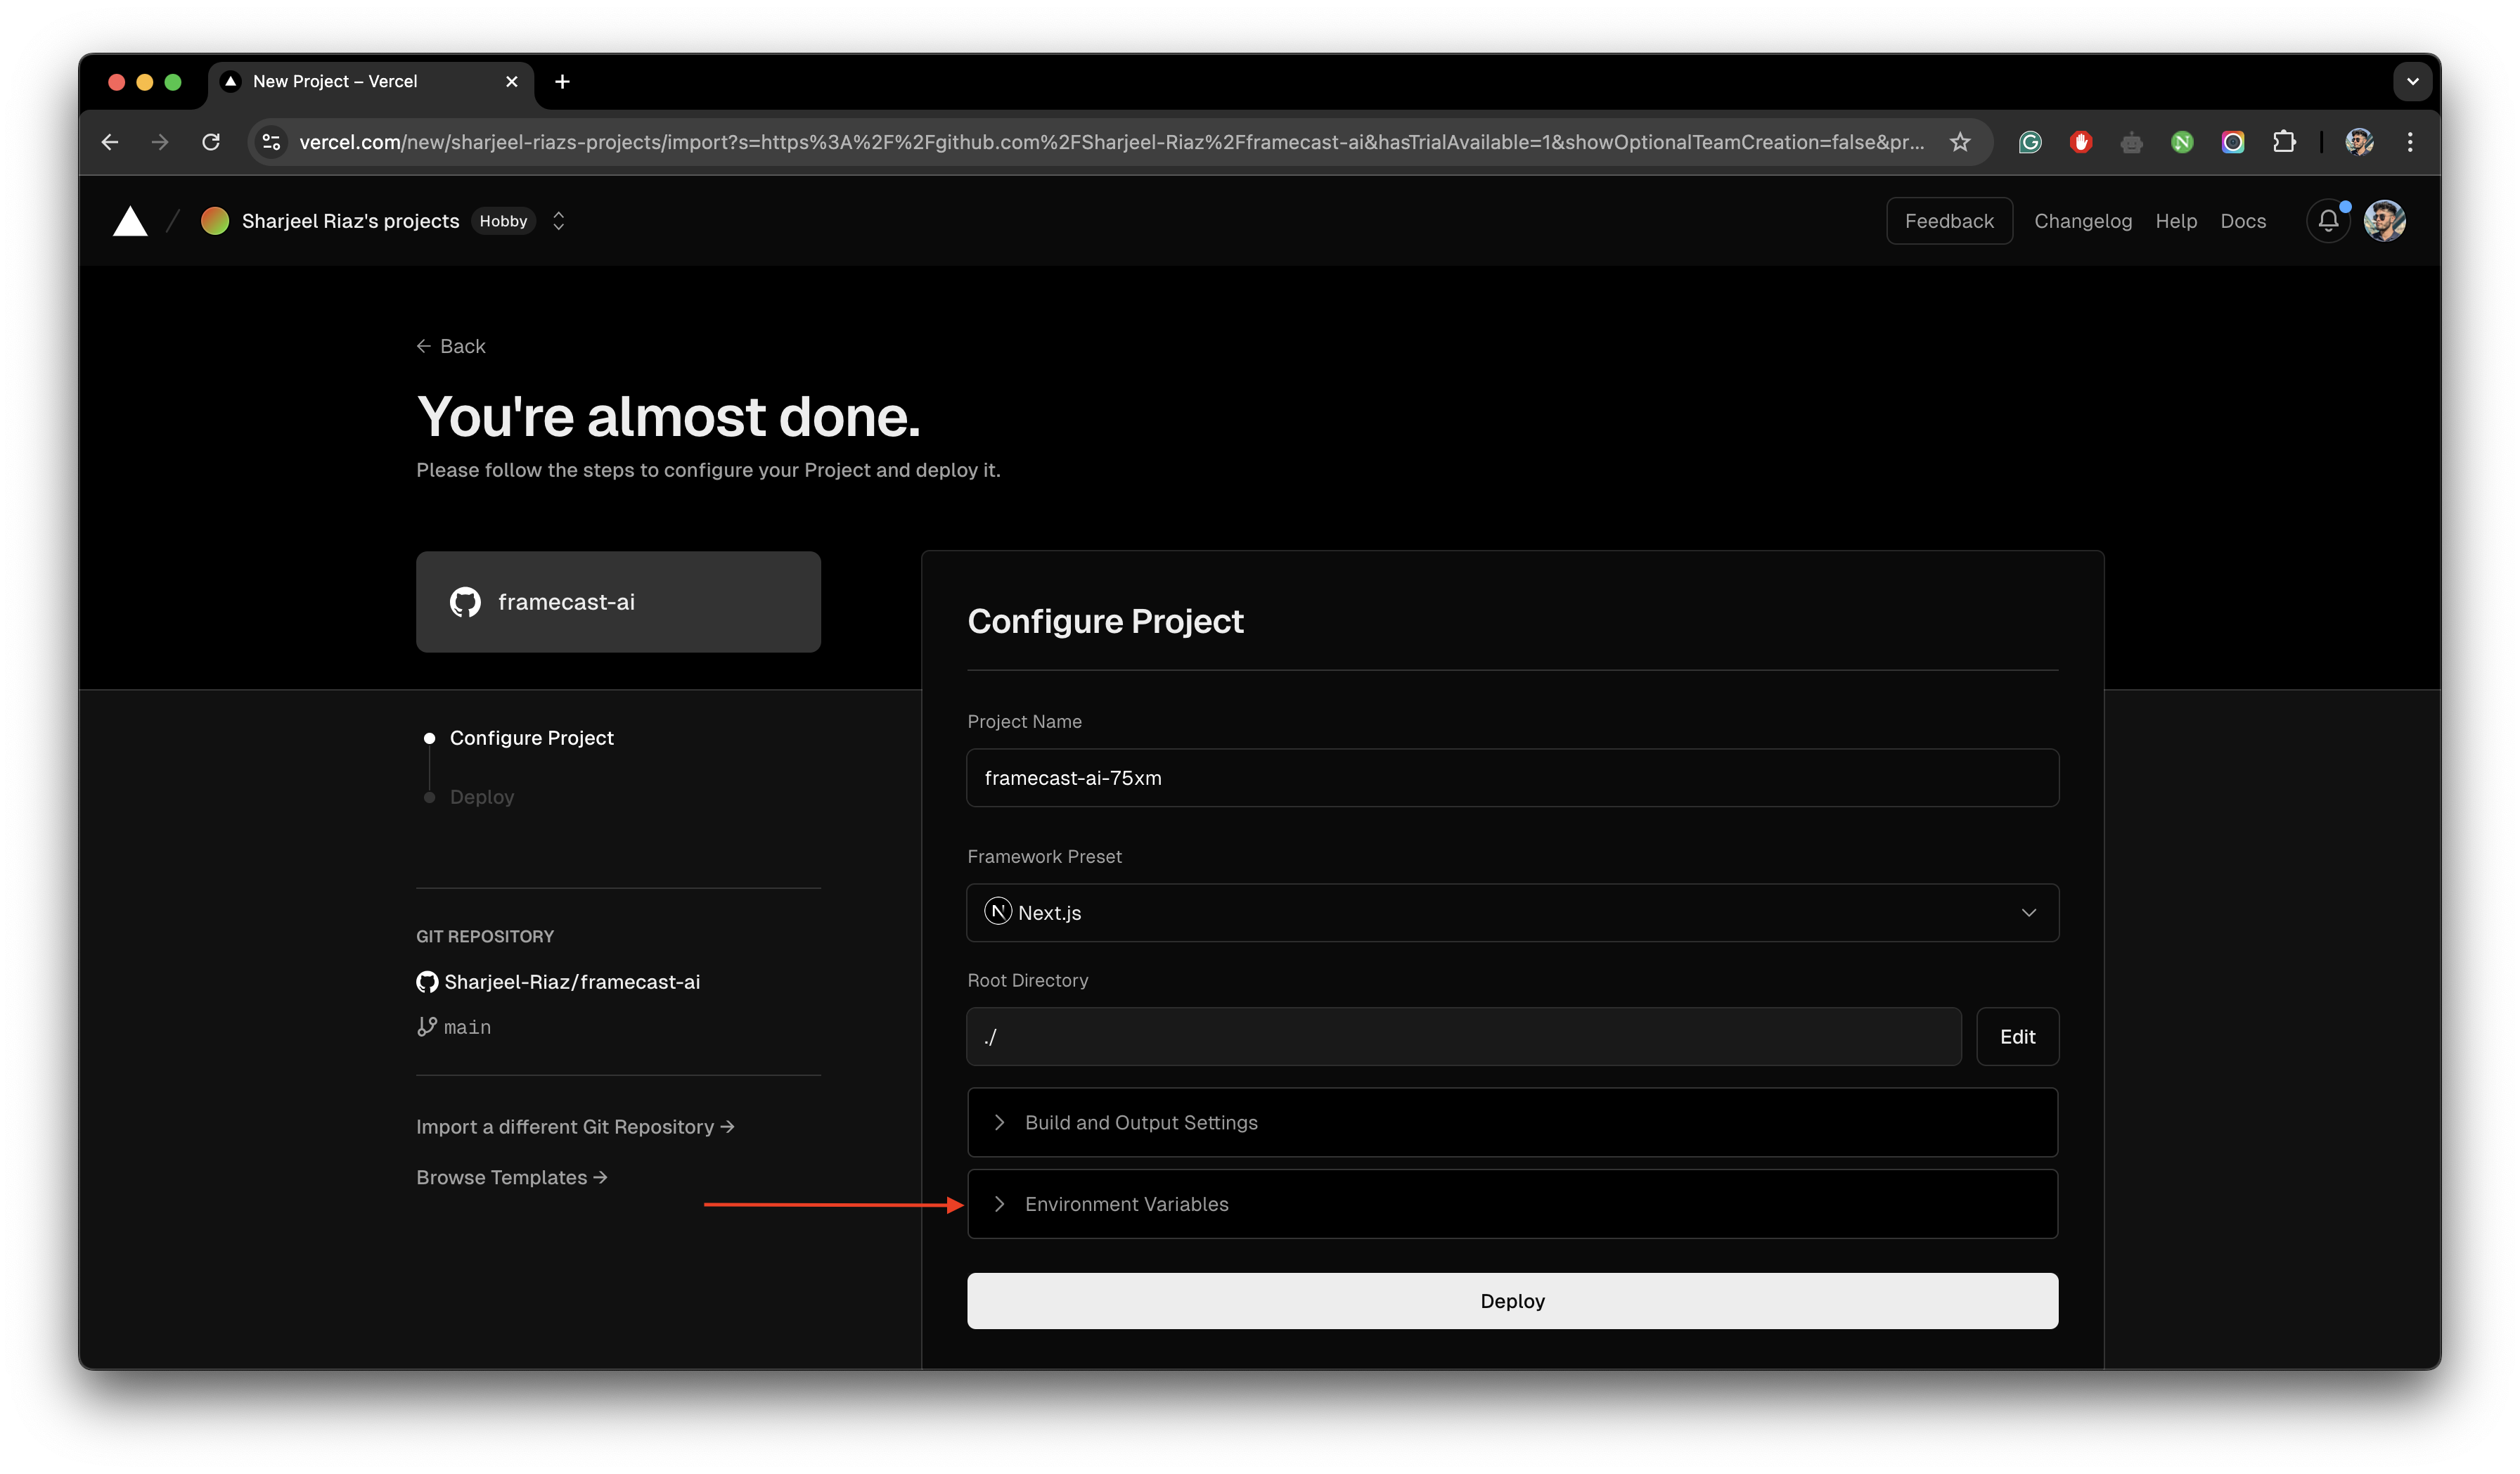 New Project – Vercel
vercel.com/new/sharjeel-riazs-projects/import?s=https%3A%2F%2Fgithub.com%2FSharjeel-Riaz%2Fframecast-ai&hasTrialAvailable=1&showOptionalTeamCreation=false&pr...
Sharjeel Riaz's projects Hobby
Feedback Changelog Help Docs
Back
You're almost done.
Please follow the steps to configure your Project and deploy it.
framecast-ai
Configure Project
Deploy
GIT REPOSITORY
Sharjeel-Riaz/framecast-ai
main
Import a different Git Repository →
Browse Templates →
Configure Project
Project Name
framecast-ai-75xm
Framework Preset
Next.js
Root Directory
./
Edit
Build and Output Settings
Environment Variables
Deploy